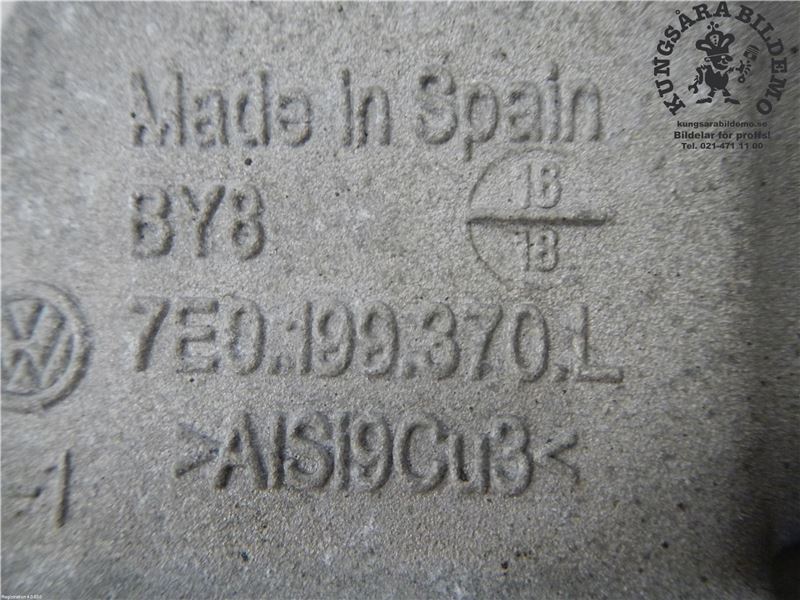 KUNGSÅRA BILDEMO
kungsarabildemo.se
Bildelar för proffs!
Tel. 021-471 11 00
Made In Spain
BY8
18
7E0.199.370.L
>AlSi9Cu3<
-1